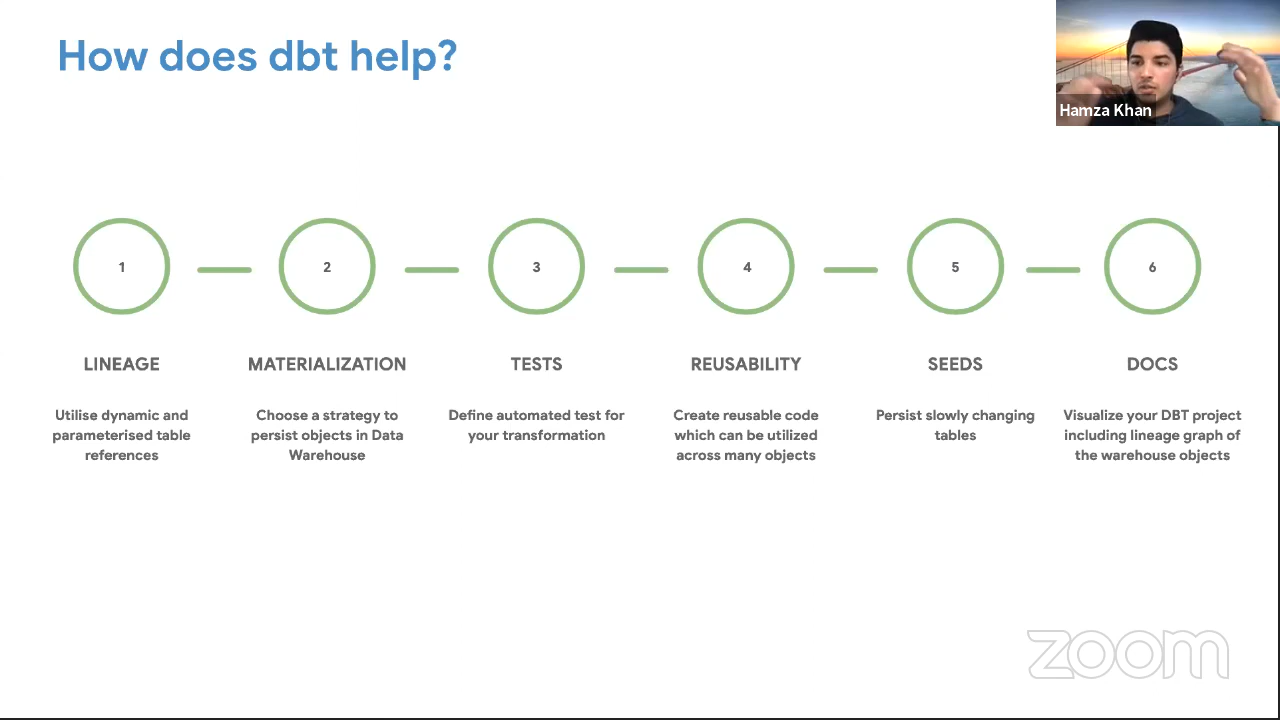 How does dbt help?
Hamza Khan
1
2
3
4
5
6
LINEAGE
MATERIALIZATION
TESTS
REUSABILITY
SEEDS
DOCS
Utilise dynamic and
parameterised table
references
Choose a strategy to
persist objects in Data
Warehouse
Define automated test for
your transformation
Create reusable code
which can be utilized
across many objects
Persist slowly changing
tables
Visualize your DBT project
including lineage graph of
the warehouse objects
zoom